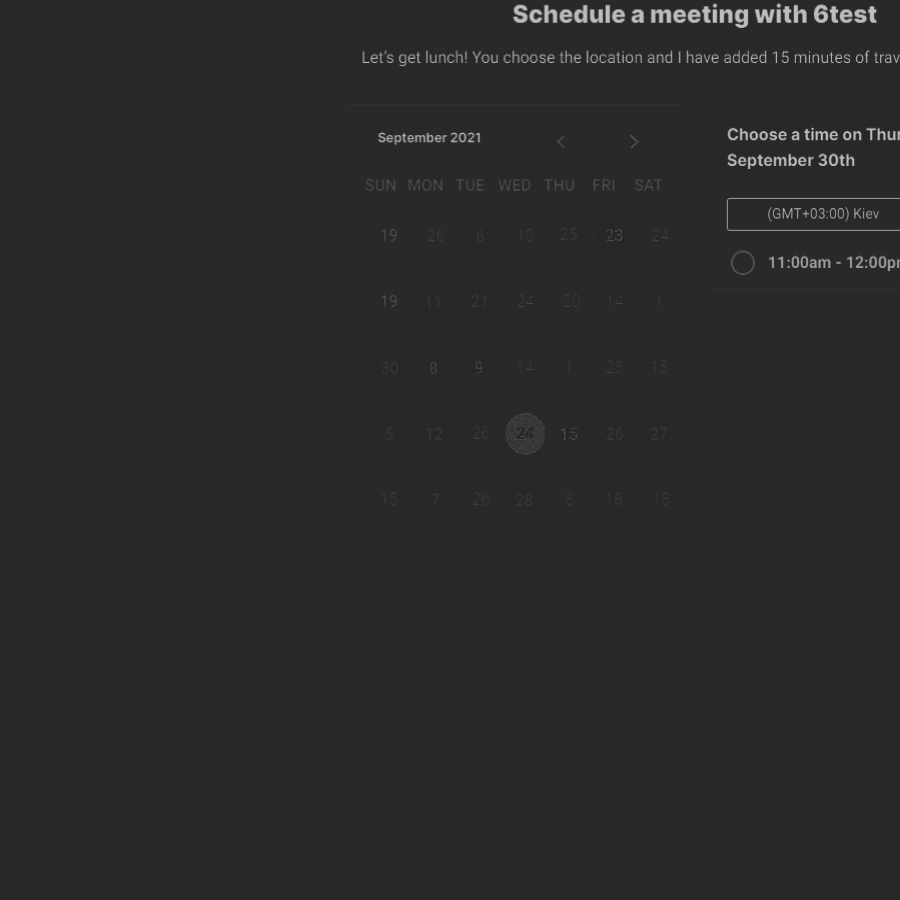 Schedule a meeting with 6test
Let's get lunch! You choose the location and I have added 15 minutes of trav
September 2021
SUN MON TUE WED THU FRI SAT
19 26 6 10 25 23 24
19 11 21 24 20 14 1
30 8 9 14 1 23 15
5 12 26 24 15 26 27
15 7 26 28 8 18 18
Choose a time on Thur
September 30th
(GMT+03:00) Kiev
11:00am - 12:00pm